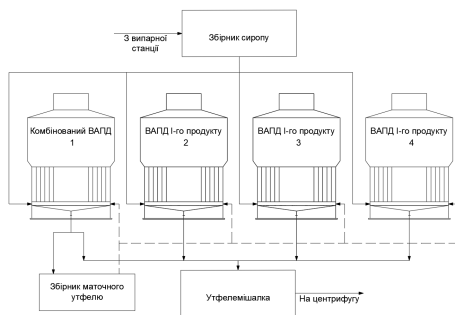 З випарної
станції
Збірник сиропу
Комбінований ВАПД
1
ВАПД І-го продукту
2
ВАПД І-го продукту
3
ВАПД І-го продукту
4
Збірник маточного
утфелю
Утфелемішалка
На центрифугу